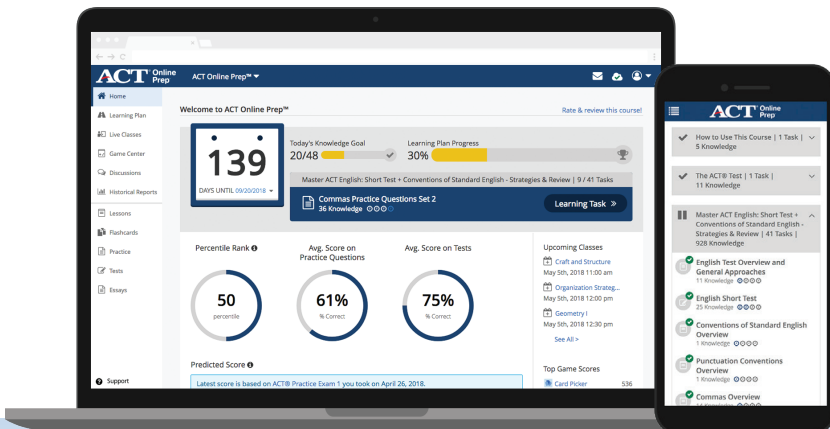 ACT Online Prep
ACT Online Prep™
Home
Learning Plan
Live Classes
Game Center
Discussions
Historical Reports
Lessons
Flashcards
Practice
Tests
Essays
Support
Welcome to ACT Online Prep™
Rate & review this course!
139
DAYS UNTIL 09/20/2018
Today's Knowledge Goal
20/48
Learning Plan Progress
30%
Master ACT English: Short Test + Conventions of Standard English - Strategies & Review | 9 / 41 Tasks
Commas Practice Questions Set 2
36 Knowledge
Learning Task »
Percentile Rank
50
percentile
Avg. Score on
Practice Questions
61%
% Correct
Avg. Score on Tests
75%
% Correct
Upcoming Classes
Craft and Structure
May 5th, 2018 11:00 am
Organization Strateg...
May 5th, 2018 12:00 pm
Geometry I
May 5th, 2018 12:30 pm
See All >
Predicted Score
Latest score is based on ACT® Practice Exam 1 you took on April 26, 2018.
Top Game Scores
Card Picker 536
ACT Online Prep
How to Use This Course | 1 Task |
5 Knowledge
The ACT® Test | 1 Task |
11 Knowledge
Master ACT English: Short Test +
Conventions of Standard English -
Strategies & Review | 41 Tasks |
928 Knowledge
English Test Overview and
General Approaches
11 Knowledge
English Short Test
25 Knowledge
Conventions of Standard English
Overview
1 Knowledge
Punctuation Conventions
Overview
1 Knowledge
Commas Overview